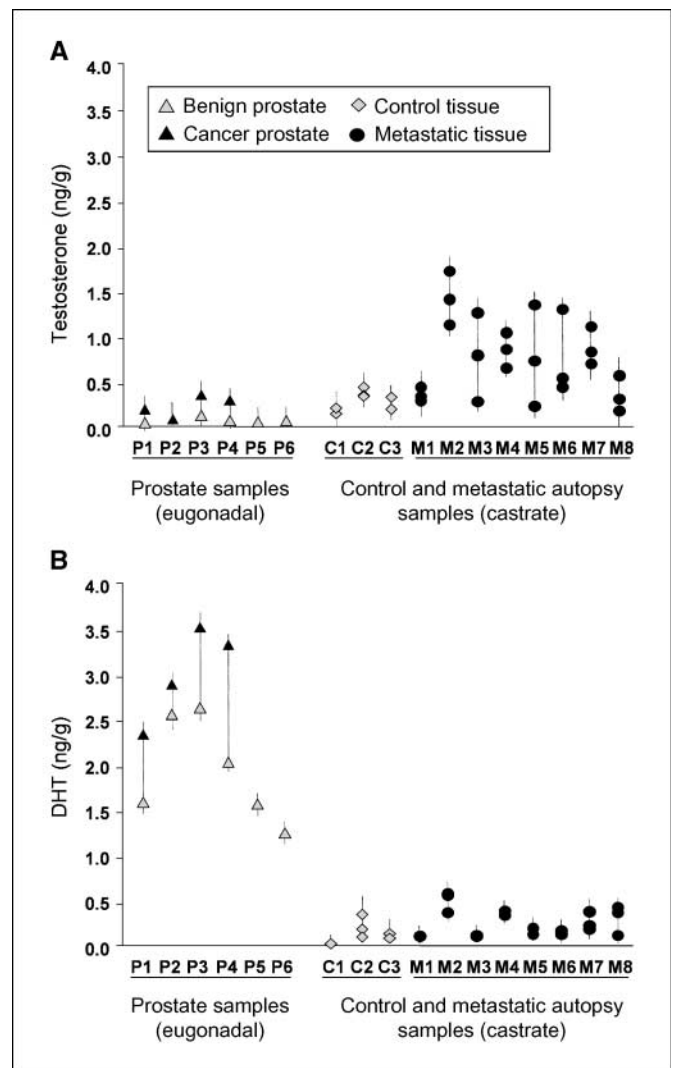 A
4.0
3.5
3.0
2.5
2.0
1.5
1.0
0.5
0.0
Testosterone (ng/g)
Benign prostate
Control tissue
Cancer prostate
Metastatic tissue
P1 P2 P3 P4 P5 P6 C1 C2 C3 M1 M2 M3 M4 M5 M6 M7 M8
Prostate samples
(eugonadal)
Control and metastatic autopsy
samples (castrate)
B
4.0
3.5
3.0
2.5
2.0
1.5
1.0
0.5
0.0
DHT (ng/g)
P1 P2 P3 P4 P5 P6 C1 C2 C3 M1 M2 M3 M4 M5 M6 M7 M8
Prostate samples
(eugonadal)
Control and metastatic autopsy
samples (castrate)